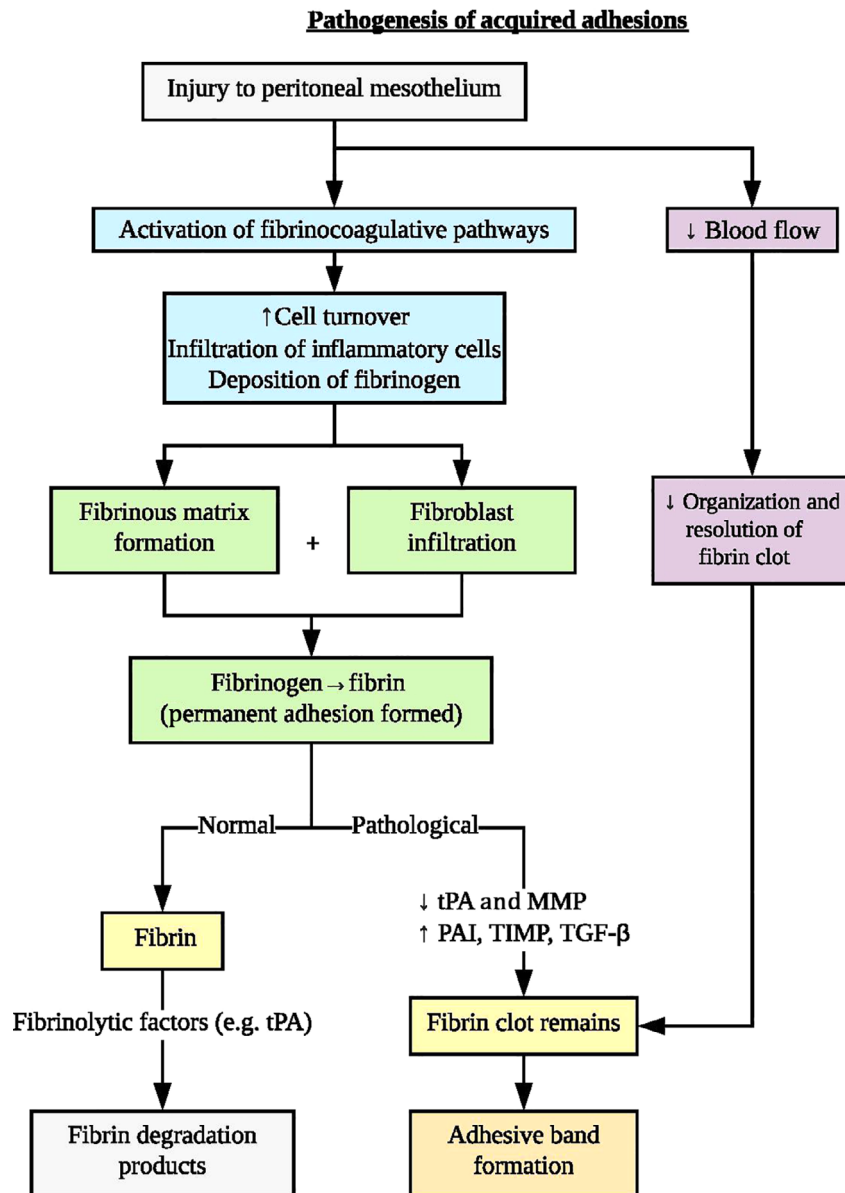 Pathogenesis of acquired adhesions
Injury to peritoneal mesothelium
Activation of fibrinocoagulative pathways
↓ Blood flow
↑Cell turnover
Infiltration of inflammatory cells
Deposition of fibrinogen
Fibrinous matrix
formation
+
Fibroblast
infiltration
↓ Organization and
resolution of
fibrin clot
Fibrinogen→fibrin
(permanent adhesion formed)
Normal
Pathological
↓ tPA and MMP
↑ PAI, TIMP, TGF-β
Fibrin
Fibrinolytic factors (e.g. tPA)
Fibrin clot remains
Fibrin degradation
products
Adhesive band
formation